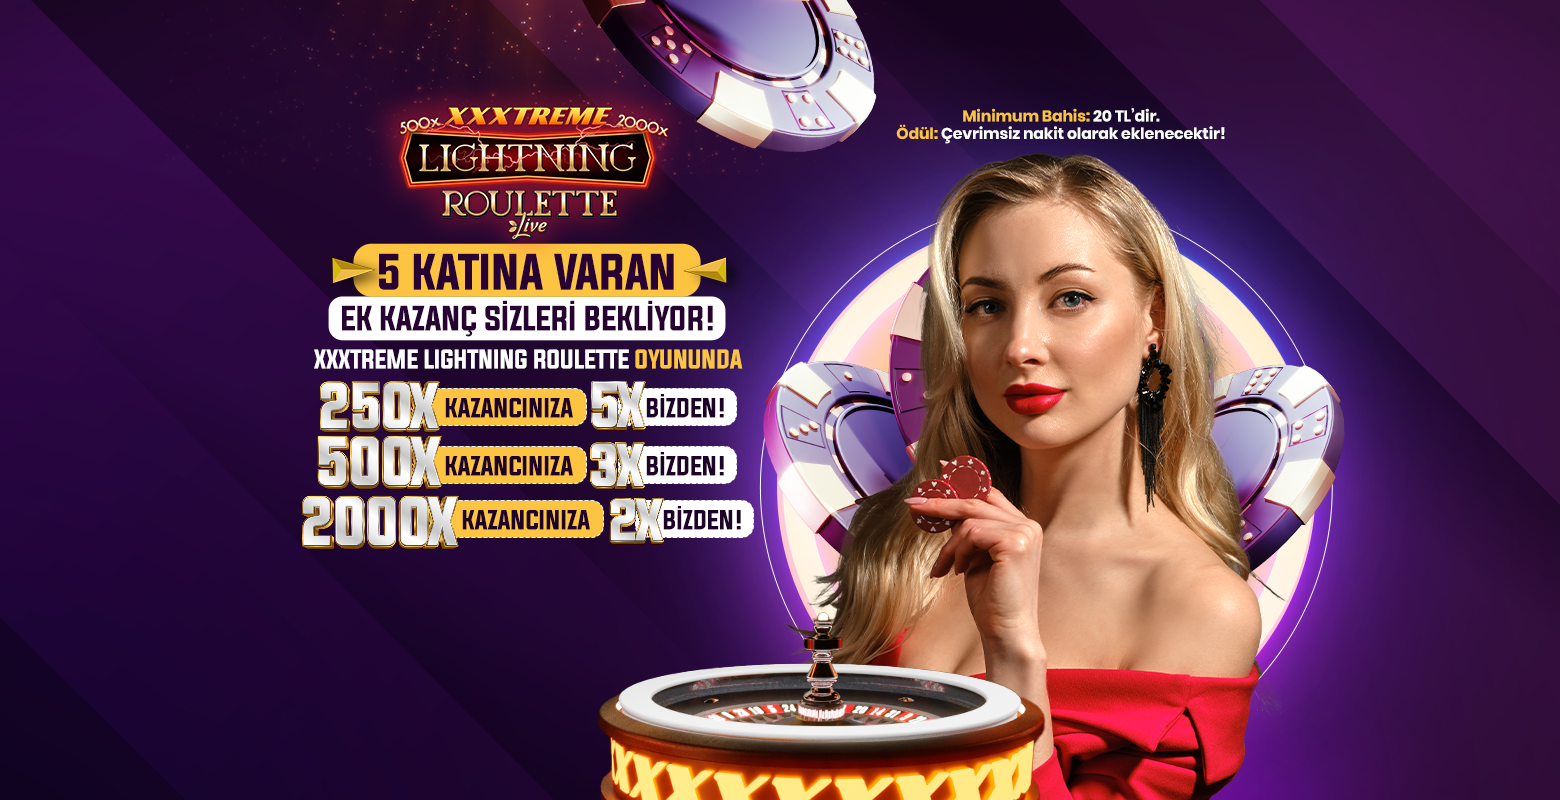 500x XXXTREME 2000x
LIGHTNING
ROULETTE
Live
5 KATINA VARAN
EK KAZANÇ SİZLERİ BEKLİYOR!
XXXTREME LIGHTNING ROULETTE OYUNUNDA
250X KAZANCINIZA 5X BİZDEN!
500X KAZANCINIZA 3X BİZDEN!
2000X KAZANCINIZA 2X BİZDEN!
Minimum Bahis: 20 TL'dir.
Ödül: Çevrimsiz nakit olarak eklenecektir!